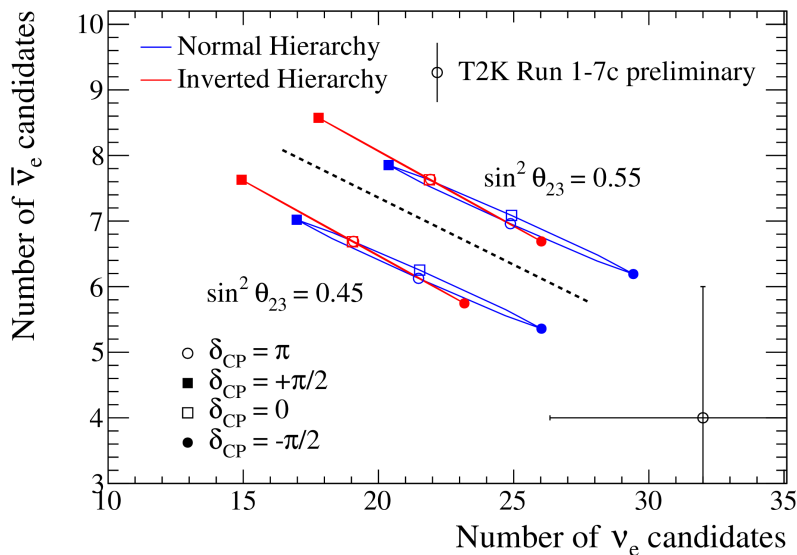 Normal Hierarchy
Inverted Hierarchy
T2K Run 1-7c preliminary
sin² θ₂₃ = 0.55
sin² θ₂₃ = 0.45
δCP = π
δCP = +π/2
δCP = 0
δCP = -π/2
Number of ν̅e candidates
10
9
8
7
6
5
4
3
10
15
20
25
30
35
Number of νe candidates